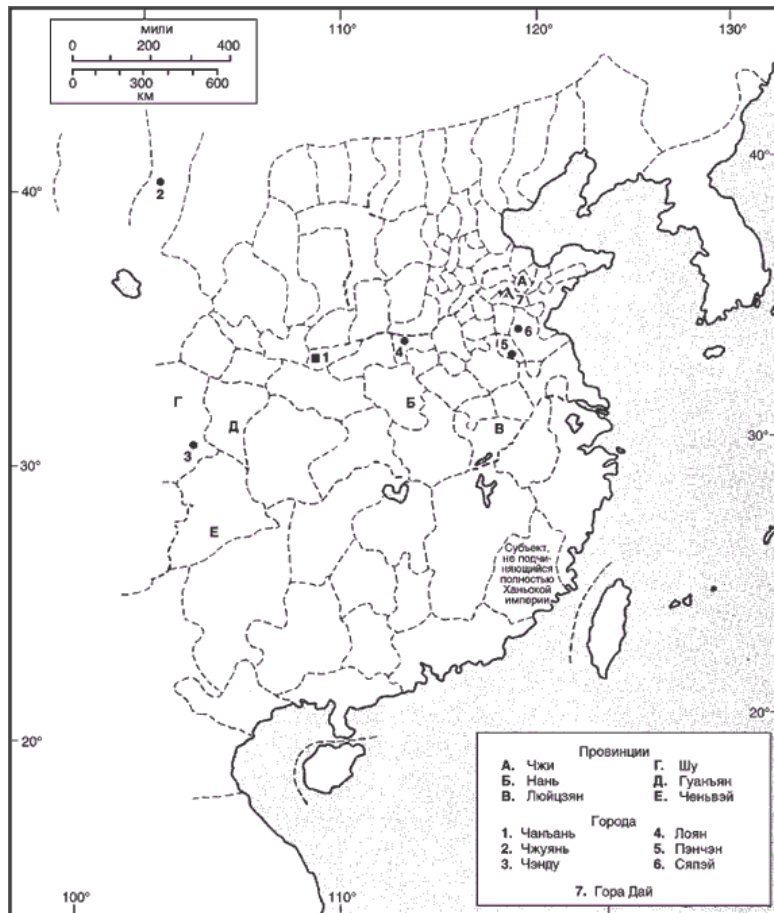 мили
0 200 400
0 300 600
км
110°
120°
130°
40°
40°
2
А
7
6
5
1
4
Б
Г
Д
В
3
30°
30°
Е
Субъект,
не подчи-
няющийся
полностью
Ханьской
империи
20°
20°
Провинции
А. Чжи
Г. Шу
Б. Нань
Д. Гуанъян
В. Люйцзян
Е. Ченьвэй
Города
1. Чанъань
4. Лоян
2. Чжуянь
5. Пэнчэн
3. Чэнду
6. Сяпэй
7. Гора Дай
100°
110°